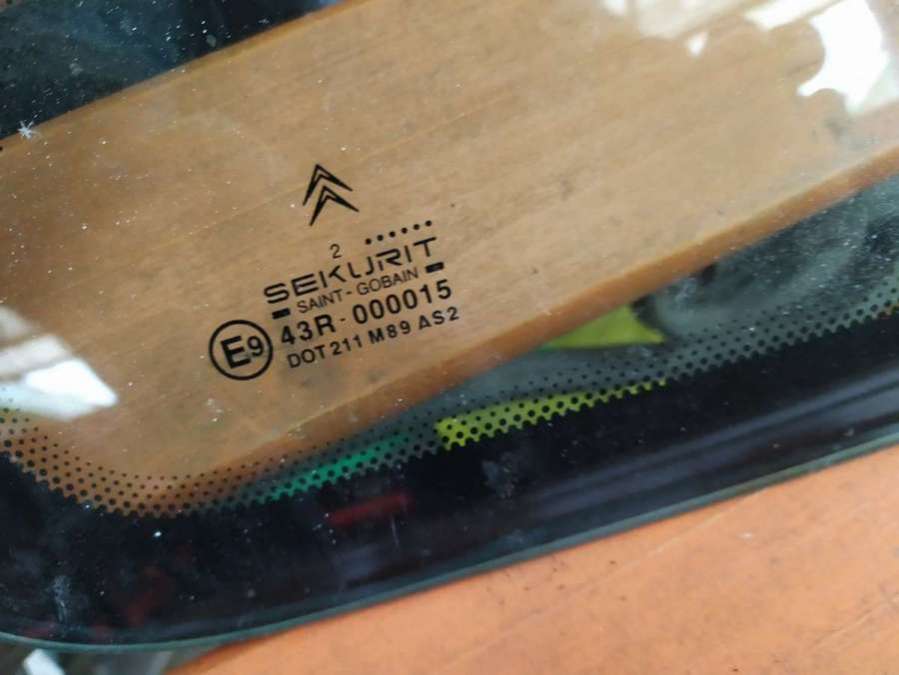 2 ••••••
SEKURIT
SAINT-GOBAIN
E9 43R-000015
DOT 211 M89 AS2